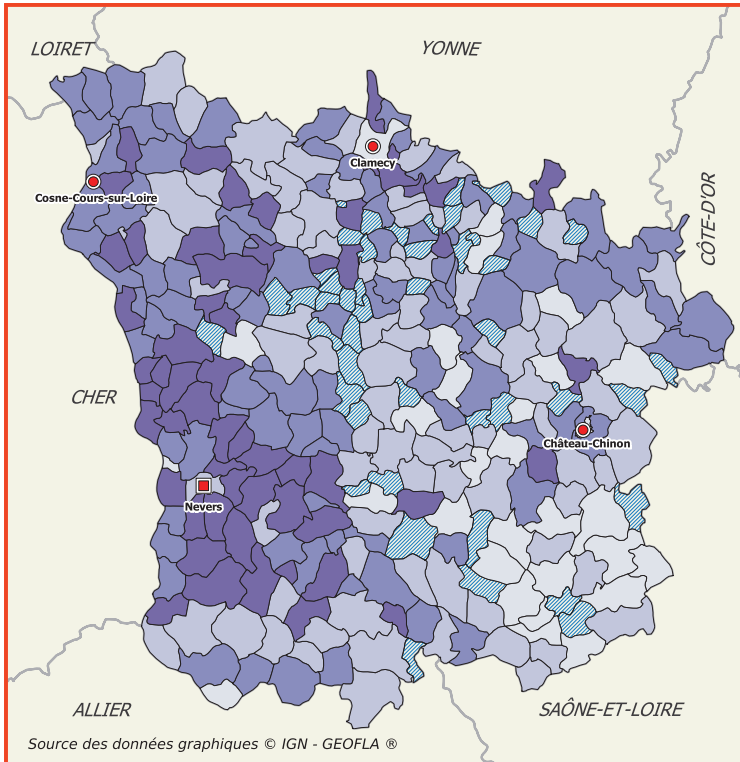 LOIRET
YONNE
Clamecy
Cosne-Cours-sur-Loire
CÔTE-D'OR
CHER
Château-Chinon
Nevers
ALLIER
SAÔNE-ET-LOIRE
Source des données graphiques © IGN - GEOFLA ®